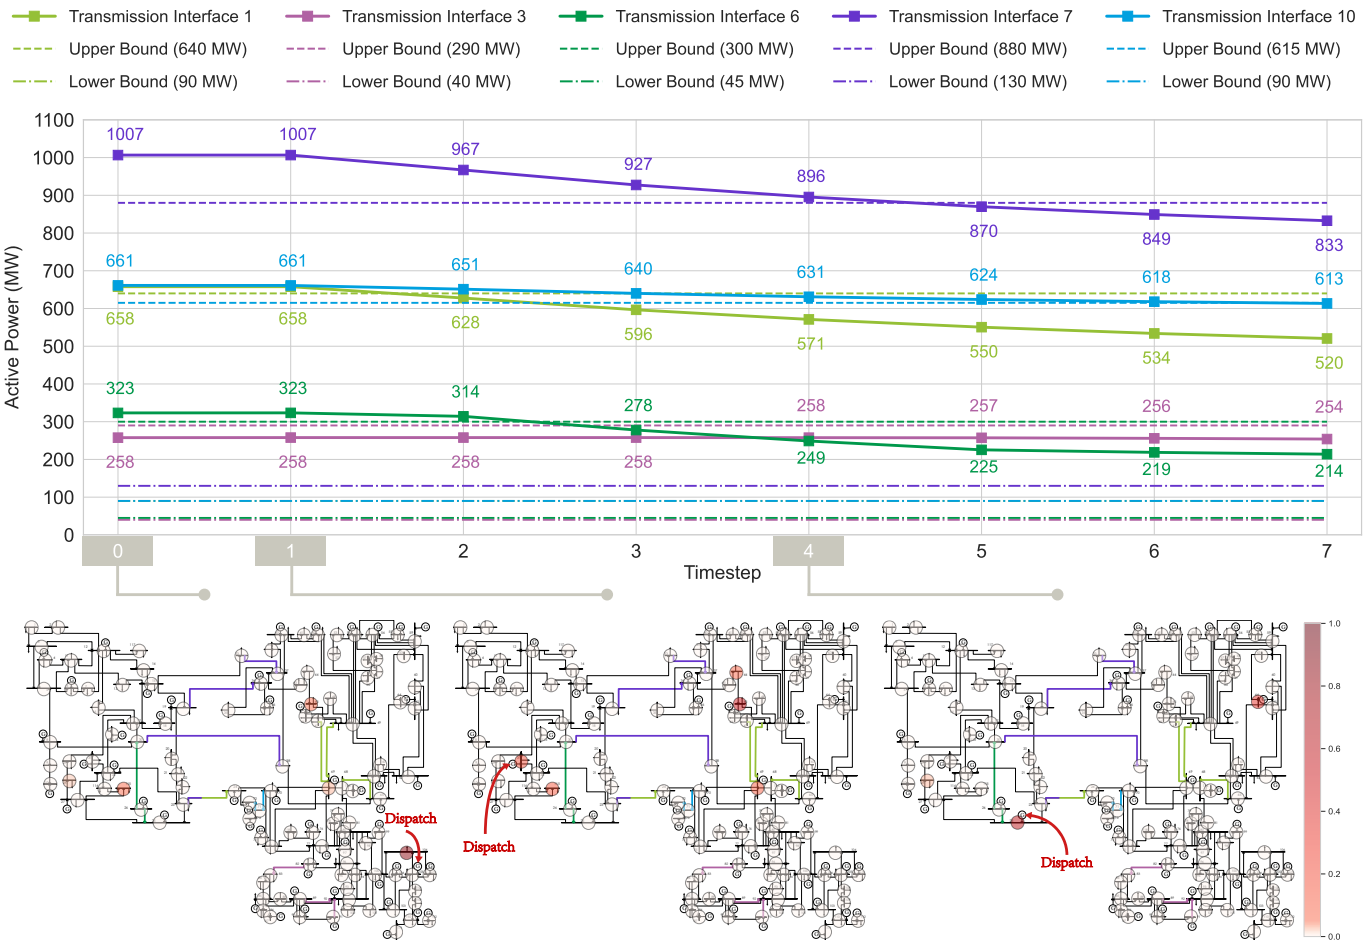 Transmission Interface 1 Transmission Interface 3 Transmission Interface 6 Transmission Interface 7 Transmission Interface 10
Upper Bound (640 MW) Upper Bound (290 MW) Upper Bound (300 MW) Upper Bound (880 MW) Upper Bound (615 MW)
Lower Bound (90 MW) Lower Bound (40 MW) Lower Bound (45 MW) Lower Bound (130 MW) Lower Bound (90 MW)
Active Power (MW)
1100
1000
900
800
700
600
500
400
300
200
100
0
1007 1007 967 927 896 870 849 833
661 661 651 640 631 624 618 613
658 658 628 596 571 550 534 520
323 323 314 278 249 225 219 214
258 258 258 258 258 257 256 254
0 1 2 3 4 5 6 7
Timestep
Dispatch
Dispatch
Dispatch
1.0
0.8
0.6
0.4
0.2
0.0